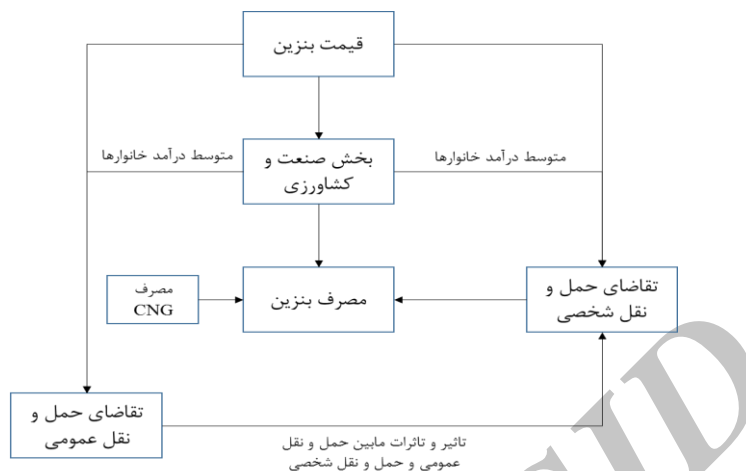 قیمت بنزین
متوسط درآمد خانوارها
بخش صنعت و
کشاورزی
متوسط درآمد خانوارها
مصرف
CNG
مصرف بنزین
تقاضای حمل و
نقل شخصی
تقاضای حمل و
نقل عمومی
تاثیر و تاثرات مابین حمل و نقل
عمومی و حمل و نقل شخصی
SID